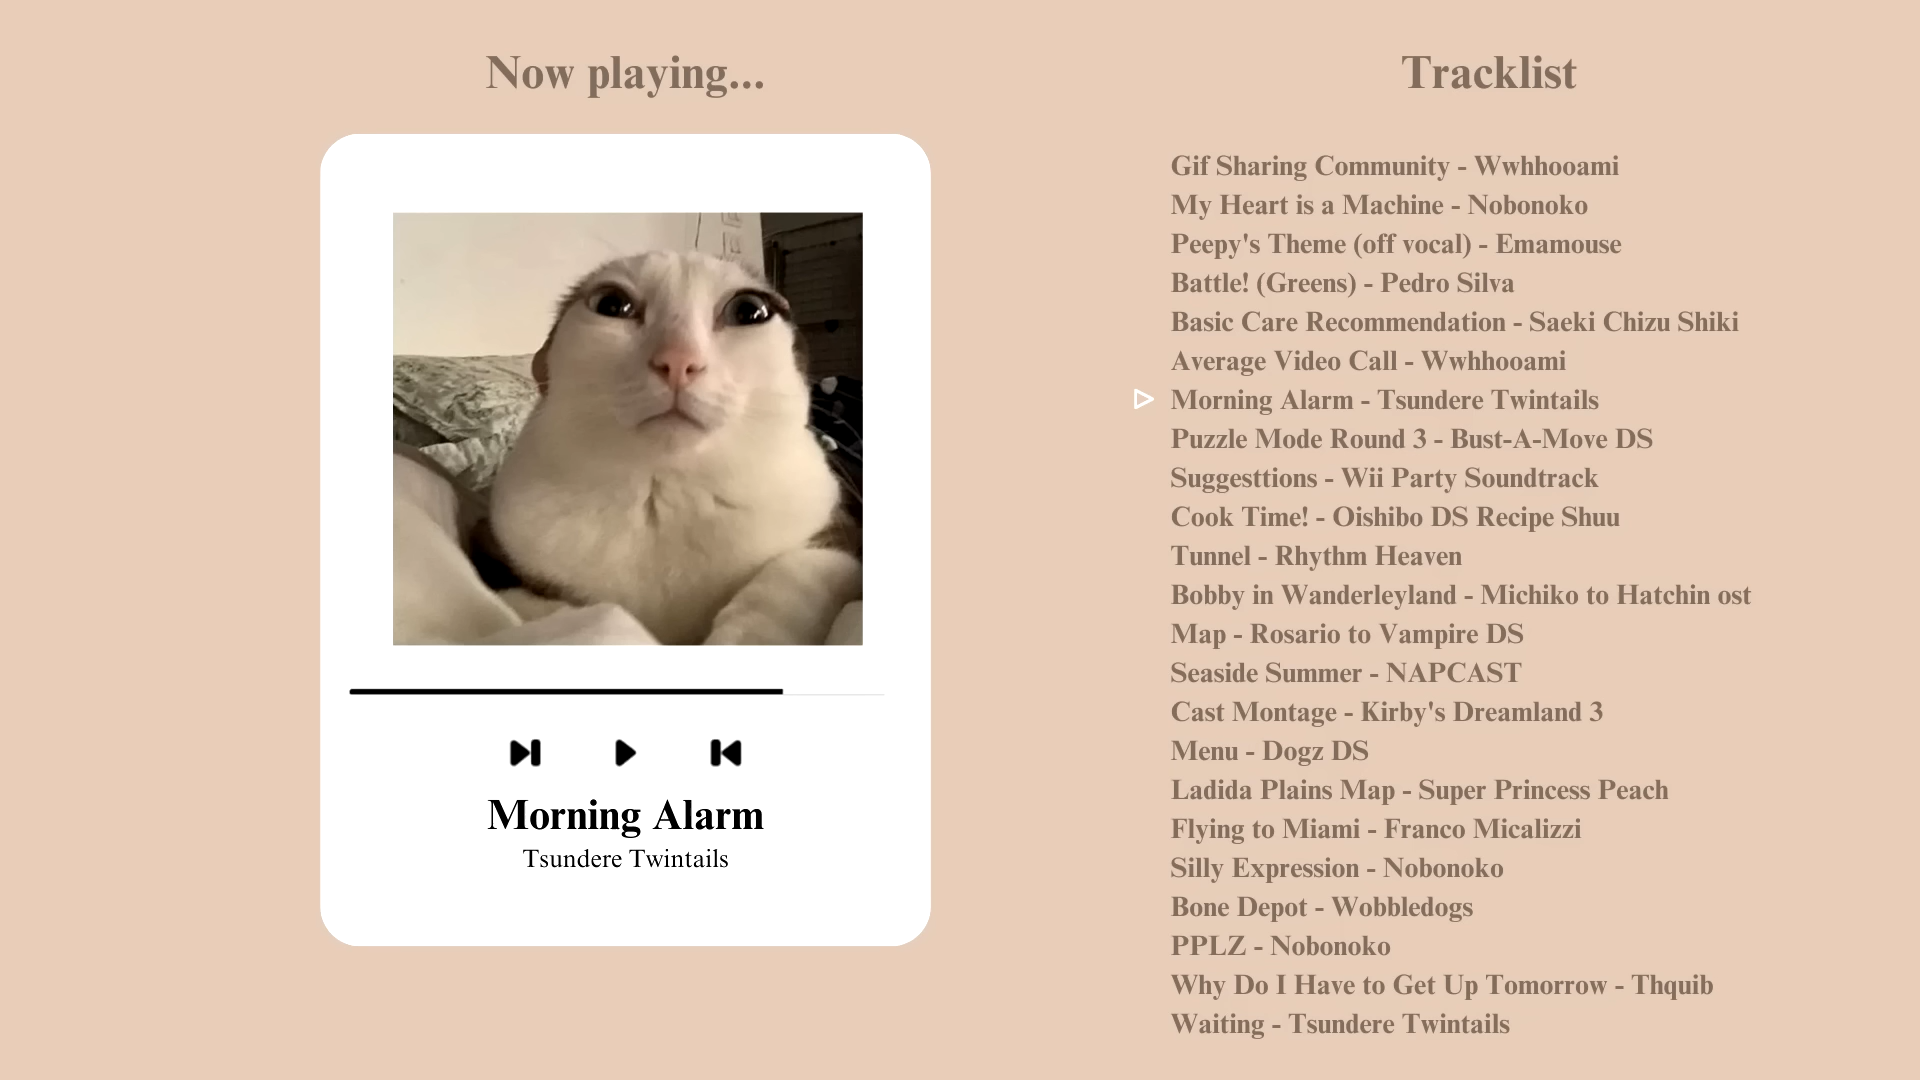 Now playing...
Morning Alarm
Tsundere Twintails
Tracklist
Gif Sharing Community - Wwhhooami
My Heart is a Machine - Nobonoko
Peepy's Theme (off vocal) - Emamouse
Battle! (Greens) - Pedro Silva
Basic Care Recommendation - Saeki Chizu Shiki
Average Video Call - Wwhhooami
Morning Alarm - Tsundere Twintails
Puzzle Mode Round 3 - Bust-A-Move DS
Suggesttions - Wii Party Soundtrack
Cook Time! - Oishibo DS Recipe Shuu
Tunnel - Rhythm Heaven
Bobby in Wanderleyland - Michiko to Hatchin ost
Map - Rosario to Vampire DS
Seaside Summer - NAPCAST
Cast Montage - Kirby's Dreamland 3
Menu - Dogz DS
Ladida Plains Map - Super Princess Peach
Flying to Miami - Franco Micalizzi
Silly Expression - Nobonoko
Bone Depot - Wobbledogs
PPLZ - Nobonoko
Why Do I Have to Get Up Tomorrow - Thquib
Waiting - Tsundere Twintails